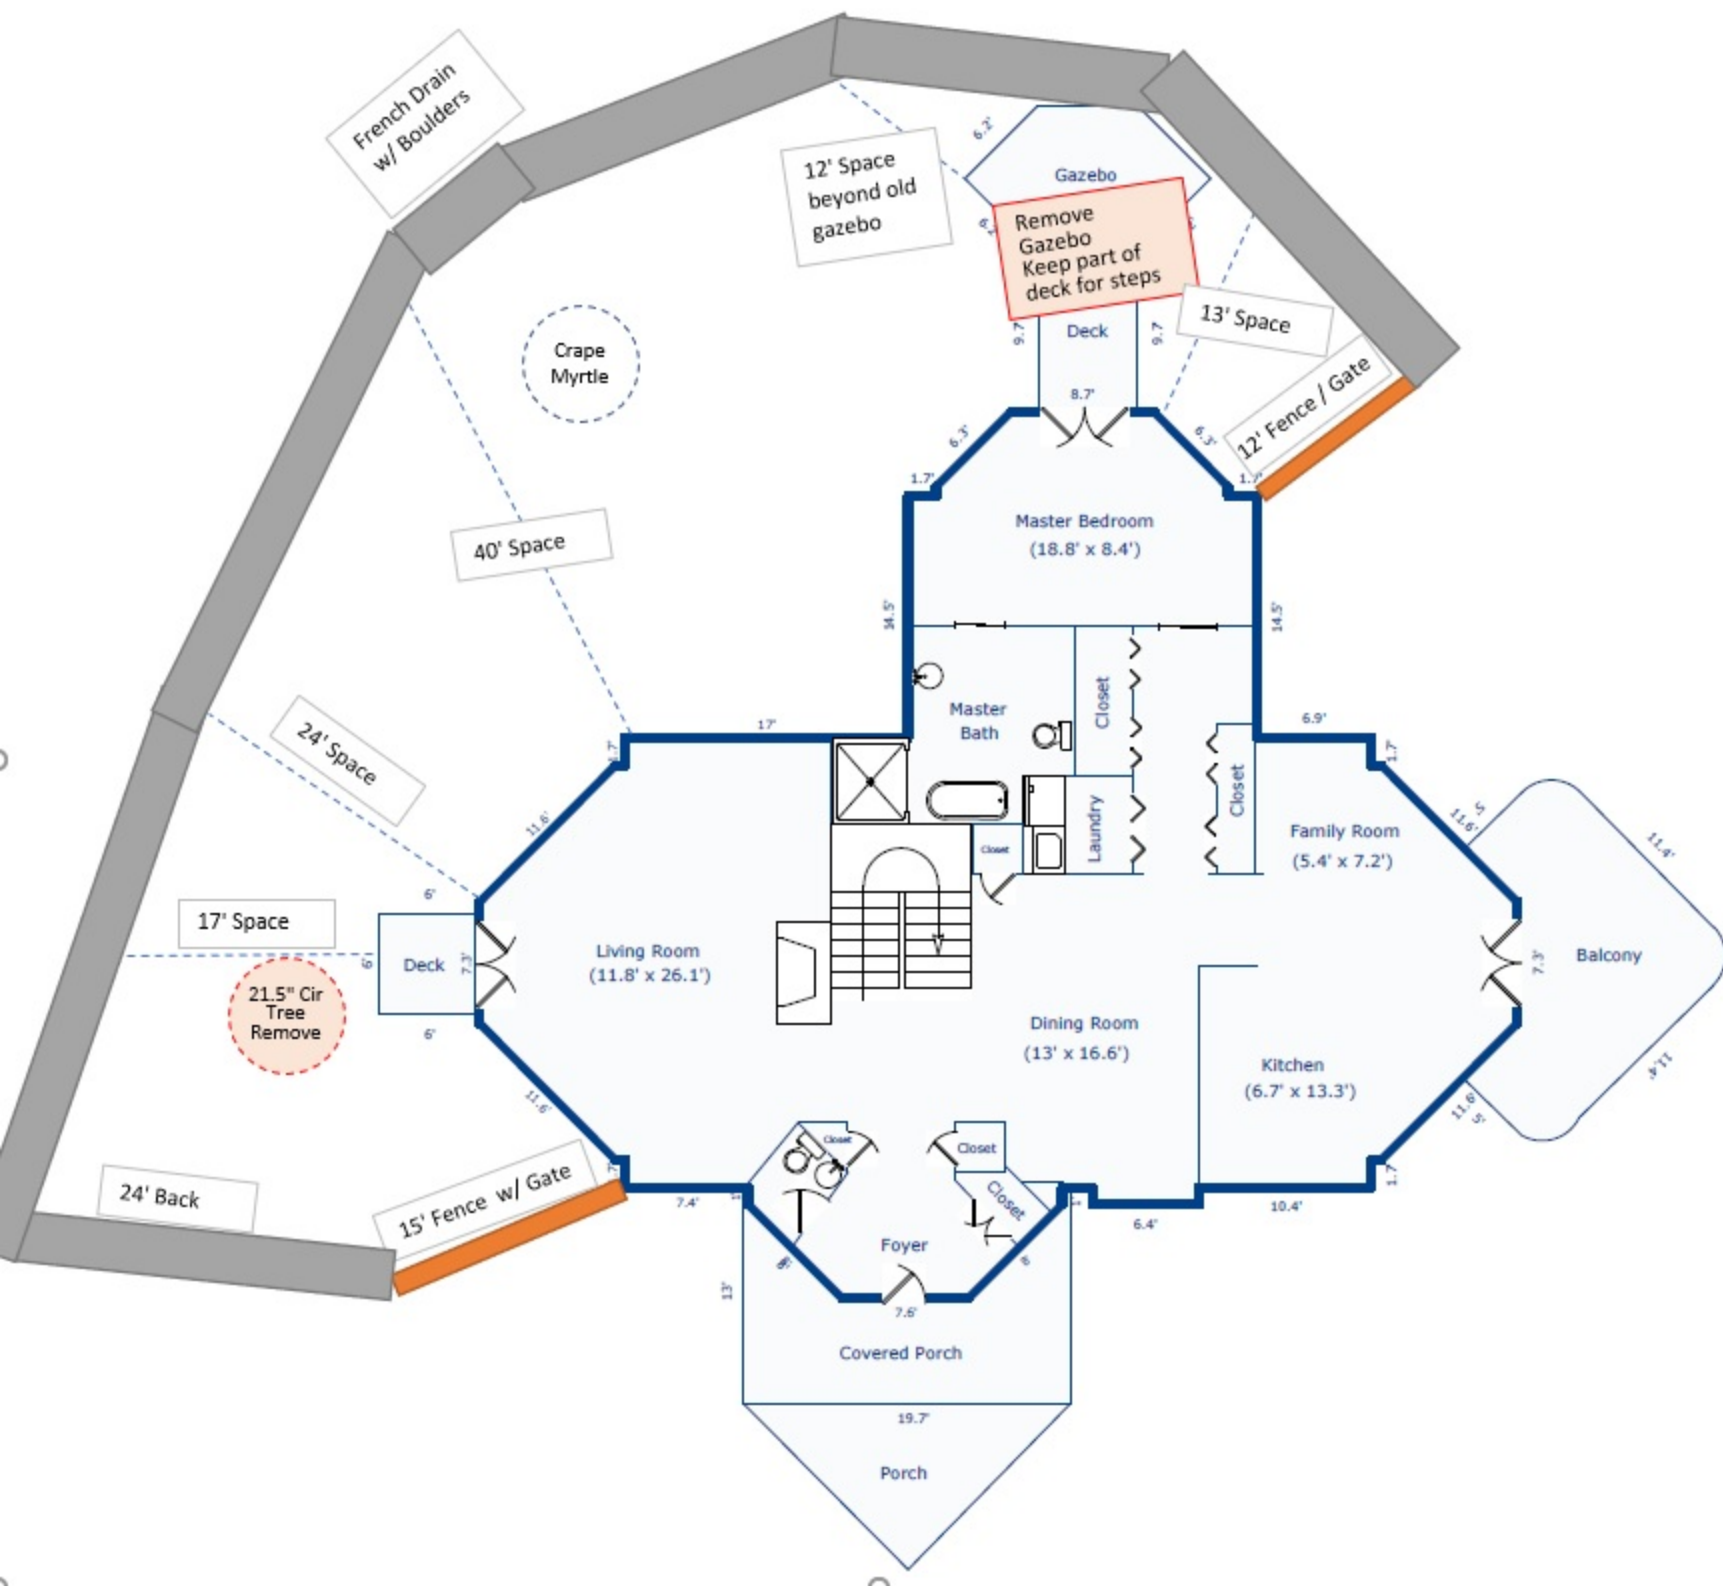 French Drain
w/ Boulders
6.2'
12' Space
beyond old
gazebo
Gazebo
Remove
Gazebo
Keep part of
deck for steps
13' Space
9.7
Deck
9.7
Crape
Myrtle
12' Fence / Gate
8.7'
6.3'
6.3'
1.7'
40' Space
Master Bedroom
(18.8' x 8.4')
14.5'
14.5'
Master
Bath
Closet
17'
6.9'
1.7'
24' Space
Closet
Laundry
Closet
Family Room
(5.4' x 7.2')
11.6'
11.6'
5'
11.4'
6'
17' Space
Deck
6'
7.3'
6'
Living Room
(11.8' x 26.1')
Balcony
7.3'
21.5" Cir
Tree
Remove
Dining Room
(13' x 16.6')
Kitchen
(6.7' x 13.3')
11.6'
11.6'
5'
11.4'
Closet
Closet
Closet
24' Back
15' Fence w/ Gate
7.4'
1.7'
6.4'
10.4'
Foyer
8'
13'
7.6'
Covered Porch
19.7'
Porch